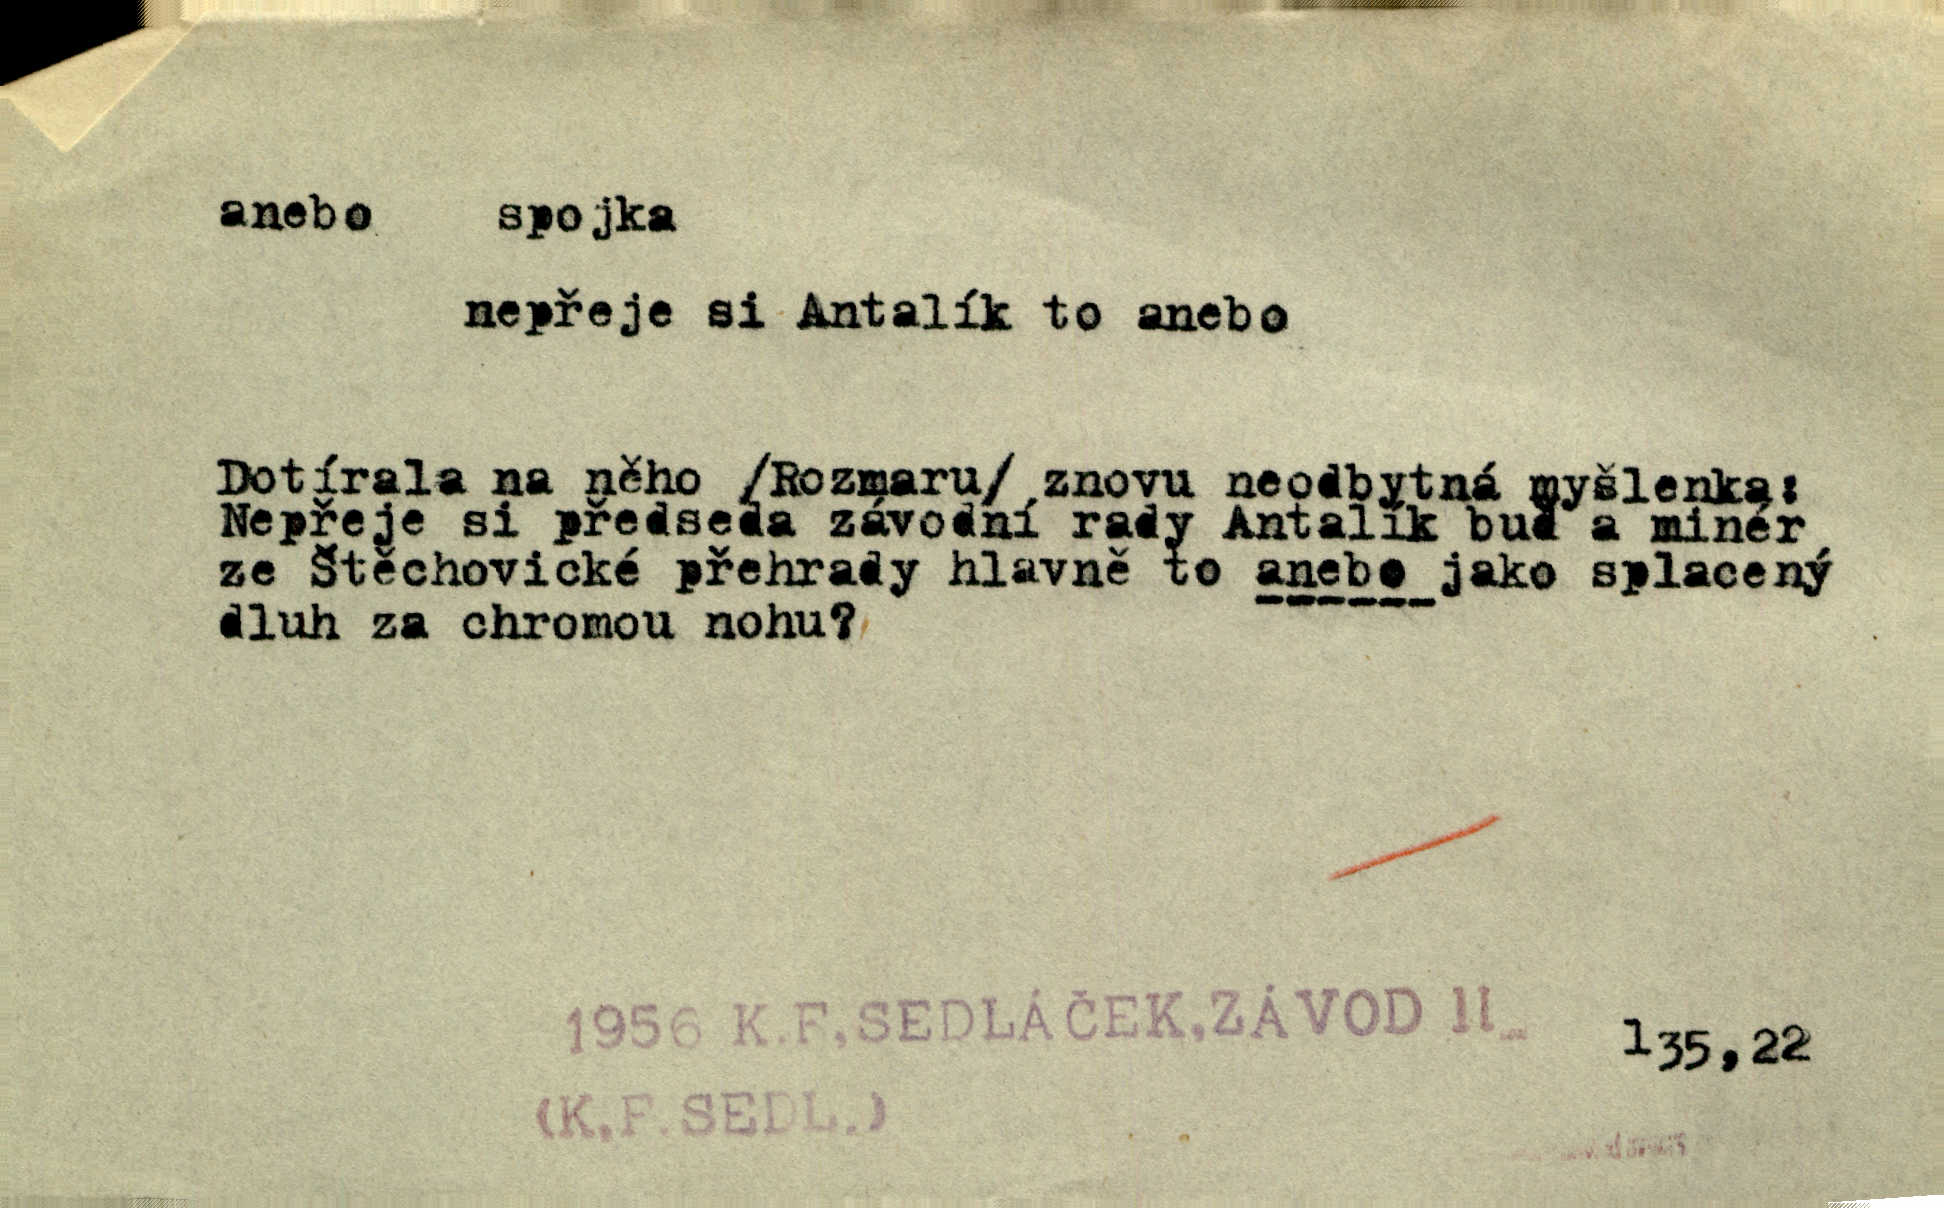 anebo spojka
nepřeje si Antalík to anebo
Dotírala na něho /Rozmaru/ znovu neodbytná myšlenka:
Nepřeje si předseda závodní rady Antalík bud a minér
ze Štěchovické přehrady hlavně to anebo jako splacený
dluh za chromou nohu?
1956 K.F.SEDLÁČEK,ZÁVOD II
135,22
(K.F.SEDL.)